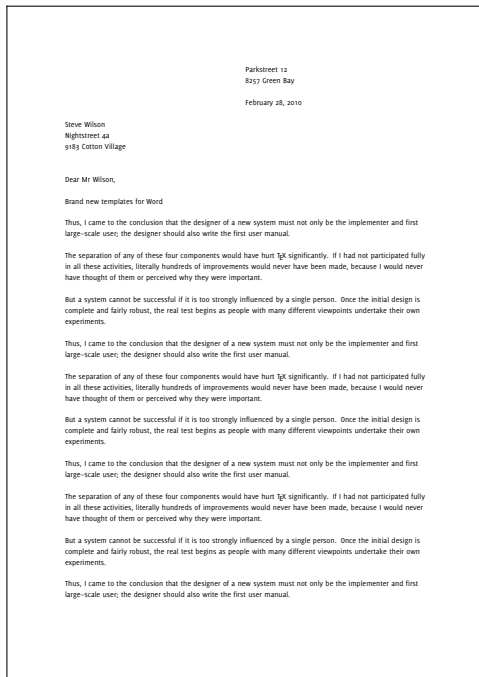 Parkstreet 12
8257 Green Bay
February 28, 2010
Steve Wilson
Nightstreet 4a
9183 Cotton Village
Dear Mr Wilson,
Brand new templates for Word
Thus, I came to the conclusion that the designer of a new system must not only be the implementer and first
large-scale user; the designer should also write the first user manual.
The separation of any of these four components would have hurt TEX significantly. If I had not participated fully
in all these activities, literally hundreds of improvements would never have been made, because I would never
have thought of them or perceived why they were important.
But a system cannot be successful if it is too strongly influenced by a single person. Once the initial design is
complete and fairly robust, the real test begins as people with many different viewpoints undertake their own
experiments.
Thus, I came to the conclusion that the designer of a new system must not only be the implementer and first
large-scale user; the designer should also write the first user manual.
The separation of any of these four components would have hurt TEX significantly. If I had not participated fully
in all these activities, literally hundreds of improvements would never have been made, because I would never
have thought of them or perceived why they were important.
But a system cannot be successful if it is too strongly influenced by a single person. Once the initial design is
complete and fairly robust, the real test begins as people with many different viewpoints undertake their own
experiments.
Thus, I came to the conclusion that the designer of a new system must not only be the implementer and first
large-scale user; the designer should also write the first user manual.
The separation of any of these four components would have hurt TEX significantly. If I had not participated fully
in all these activities, literally hundreds of improvements would never have been made, because I would never
have thought of them or perceived why they were important.
But a system cannot be successful if it is too strongly influenced by a single person. Once the initial design is
complete and fairly robust, the real test begins as people with many different viewpoints undertake their own
experiments.
Thus, I came to the conclusion that the designer of a new system must not only be the implementer and first
large-scale user; the designer should also write the first user manual.